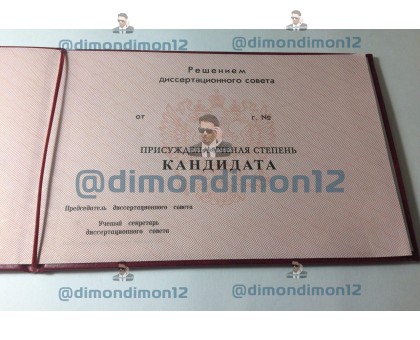 @dimondimon12
@dimondimon12
Решением
диссертационного совета
от г. №
ПРИСУЖДЕНА УЧЕНАЯ СТЕПЕНЬ
КАНДИДАТА
@dimondimon12
Председатель диссертационного совета
Ученый секретарь
диссертационного совета
@dimondimon12
@dimondimon12